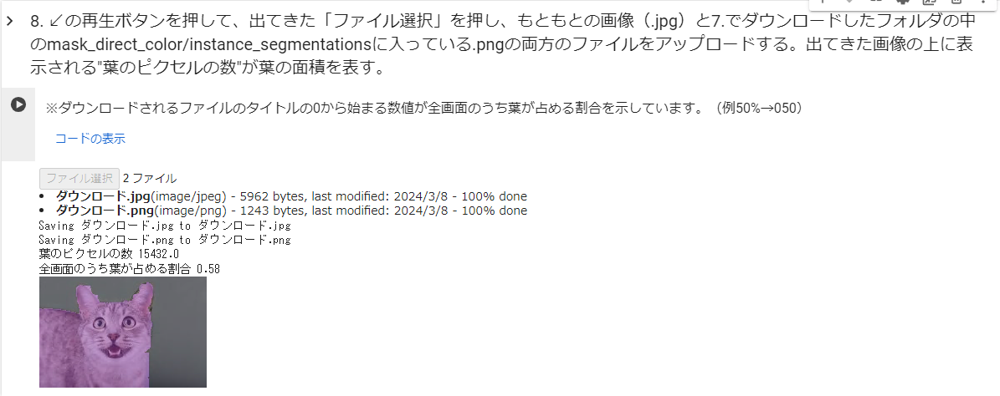 8. ↙の再生ボタンを押して、出てきた「ファイル選択」を押し、もともとの画像（.jpg）と7.でダウンロードしたフォルダの中
のmask_direct_color/instance_segmentationsに入っている.pngの両方のファイルをアップロードする。出てきた画像の上に表
示される"葉のピクセルの数"が葉の面積を表す。
※ダウンロードされるファイルのタイトルの0から始まる数値が全画面のうち葉が占める割合を示しています。（例50%→050）
コードの表示
ファイル選択 2 ファイル
• ダウンロード.jpg(image/jpeg) - 5962 bytes, last modified: 2024/3/8 - 100% done
• ダウンロード.png(image/png) - 1243 bytes, last modified: 2024/3/8 - 100% done
Saving ダウンロード.jpg to ダウンロード.jpg
Saving ダウンロード.png to ダウンロード.png
葉のピクセルの数 15432.0
全画面のうち葉が占める割合 0.58